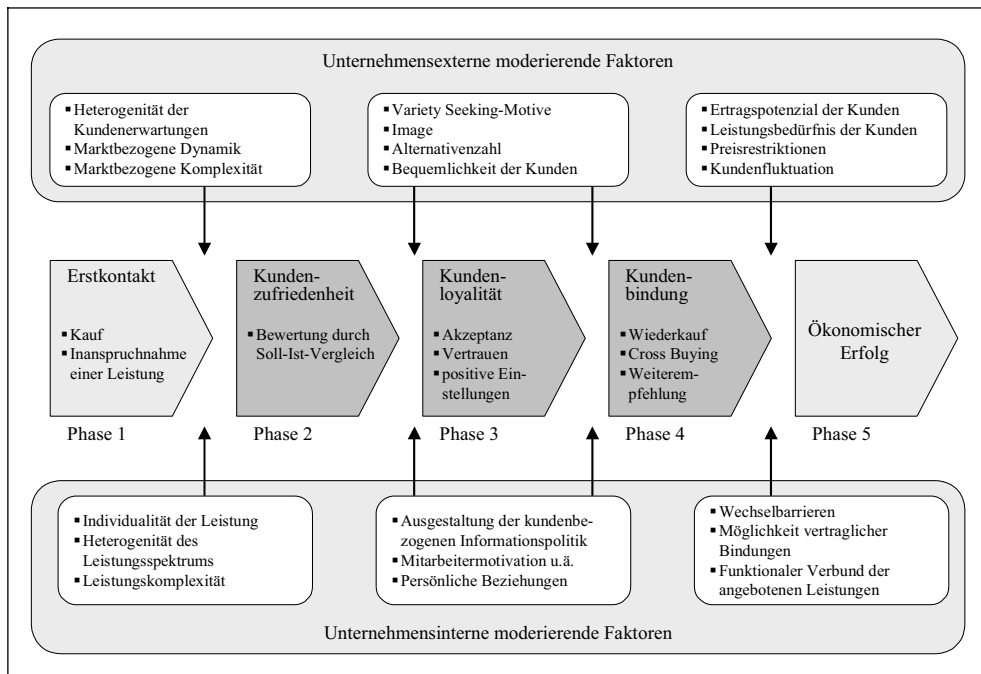 Unternehmensexterne moderierende Faktoren
▪ Heterogenität der
Kundenerwartungen
▪ Marktbezogene Dynamik
▪ Marktbezogene Komplexität
▪ Variety Seeking-Motive
▪ Image
▪ Alternativenzahl
▪ Bequemlichkeit der Kunden
▪ Ertragspotenzial der Kunden
▪ Leistungsbedürfnis der Kunden
▪ Preisrestriktionen
▪ Kundenfluktuation
Erstkontakt
▪ Kauf
▪ Inanspruchnahme
einer Leistung
Phase 1
Kunden-
zufriedenheit
▪ Bewertung durch
Soll-Ist-Vergleich
Phase 2
Kunden-
loyalität
▪ Akzeptanz
▪ Vertrauen
▪ positive Ein-
stellungen
Phase 3
Kunden-
bindung
▪ Wiederkauf
▪ Cross Buying
▪ Weiterem-
pfehlung
Phase 4
Ökonomischer
Erfolg
Phase 5
▪ Individualität der Leistung
▪ Heterogenität des
Leistungsspektrums
▪ Leistungskomplexität
▪ Ausgestaltung der kundenbe-
zogenen Informationspolitik
▪ Mitarbeitermotivation u.ä.
▪ Persönliche Beziehungen
▪ Wechselbarrieren
▪ Möglichkeit vertraglicher
Bindungen
▪ Funktionaler Verbund der
angebotenen Leistungen
Unternehmensinterne moderierende Faktoren